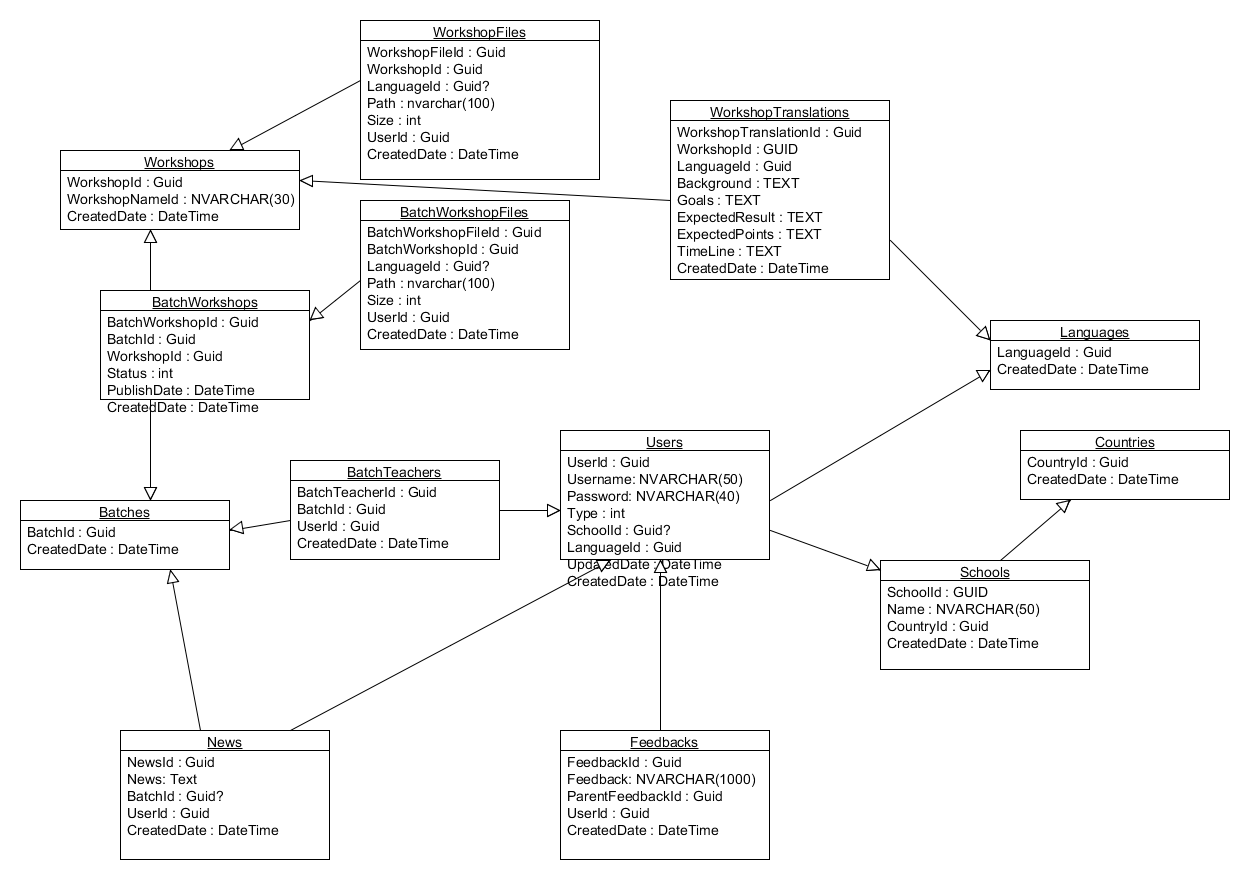 WorkshopFiles
WorkshopFileId : Guid
WorkshopId : Guid
LanguageId : Guid?
Path : nvarchar(100)
Size : int
UserId : Guid
CreatedDate : DateTime
WorkshopTranslations
WorkshopTranslationId : Guid
WorkshopId : GUID
LanguageId : Guid
Background : TEXT
Goals : TEXT
ExpectedResult : TEXT
ExpectedPoints : TEXT
TimeLine : TEXT
CreatedDate : DateTime
Workshops
WorkshopId : Guid
WorkshopNameId : NVARCHAR(30)
CreatedDate : DateTime
BatchWorkshopFiles
BatchWorkshopFileId : Guid
BatchWorkshopId : Guid
LanguageId : Guid?
Path : nvarchar(100)
Size : int
UserId : Guid
CreatedDate : DateTime
BatchWorkshops
BatchWorkshopId : Guid
BatchId : Guid
WorkshopId : Guid
Status : int
PublishDate : DateTime
CreatedDate : DateTime
Languages
LanguageId : Guid
CreatedDate : DateTime
Users
UserId : Guid
Username: NVARCHAR(50)
Password: NVARCHAR(40)
Type : int
SchoolId : Guid?
LanguageId : Guid
UpdatedDate : DateTime
CreatedDate : DateTime
Countries
CountryId : Guid
CreatedDate : DateTime
BatchTeachers
BatchTeacherId : Guid
BatchId : Guid
UserId : Guid
CreatedDate : DateTime
Batches
BatchId : Guid
CreatedDate : DateTime
Schools
SchoolId : GUID
Name : NVARCHAR(50)
CountryId : Guid
CreatedDate : DateTime
News
NewsId : Guid
News: Text
BatchId : Guid?
UserId : Guid
CreatedDate : DateTime
Feedbacks
FeedbackId : Guid
Feedback: NVARCHAR(1000)
ParentFeedbackId : Guid
UserId : Guid
CreatedDate : DateTime